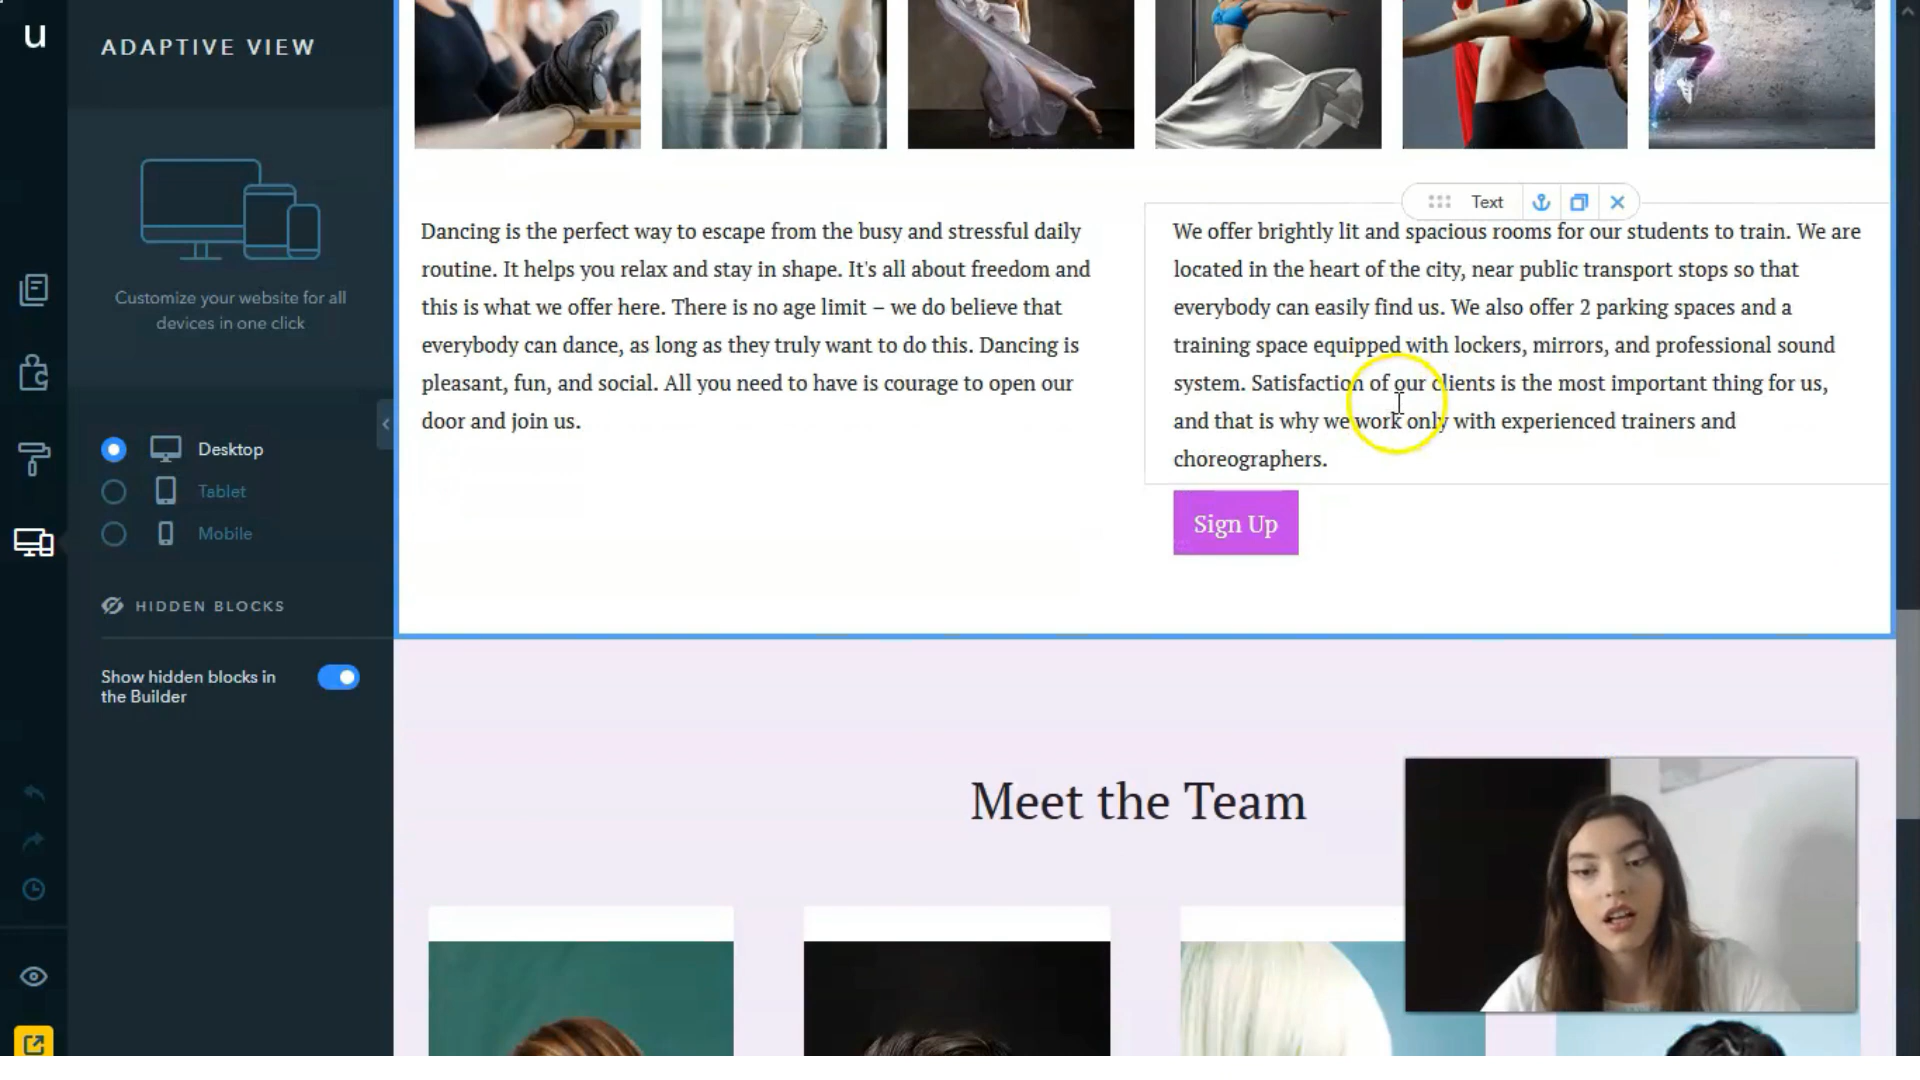 u
ADAPTIVE VIEW
Customize your website for all
devices in one click
Desktop
Tablet
Mobile
HIDDEN BLOCKS
Show hidden blocks in
the Builder
Text
Dancing is the perfect way to escape from the busy and stressful daily
routine. It helps you relax and stay in shape. It's all about freedom and
this is what we offer here. There is no age limit – we do believe that
everybody can dance, as long as they truly want to do this. Dancing is
pleasant, fun, and social. All you need to have is courage to open our
door and join us.
We offer brightly lit and spacious rooms for our students to train. We are
located in the heart of the city, near public transport stops so that
everybody can easily find us. We also offer 2 parking spaces and a
training space equipped with lockers, mirrors, and professional sound
system. Satisfaction of our clients is the most important thing for us,
and that is why we work only with experienced trainers and
choreographers.
Sign Up
Meet the Team